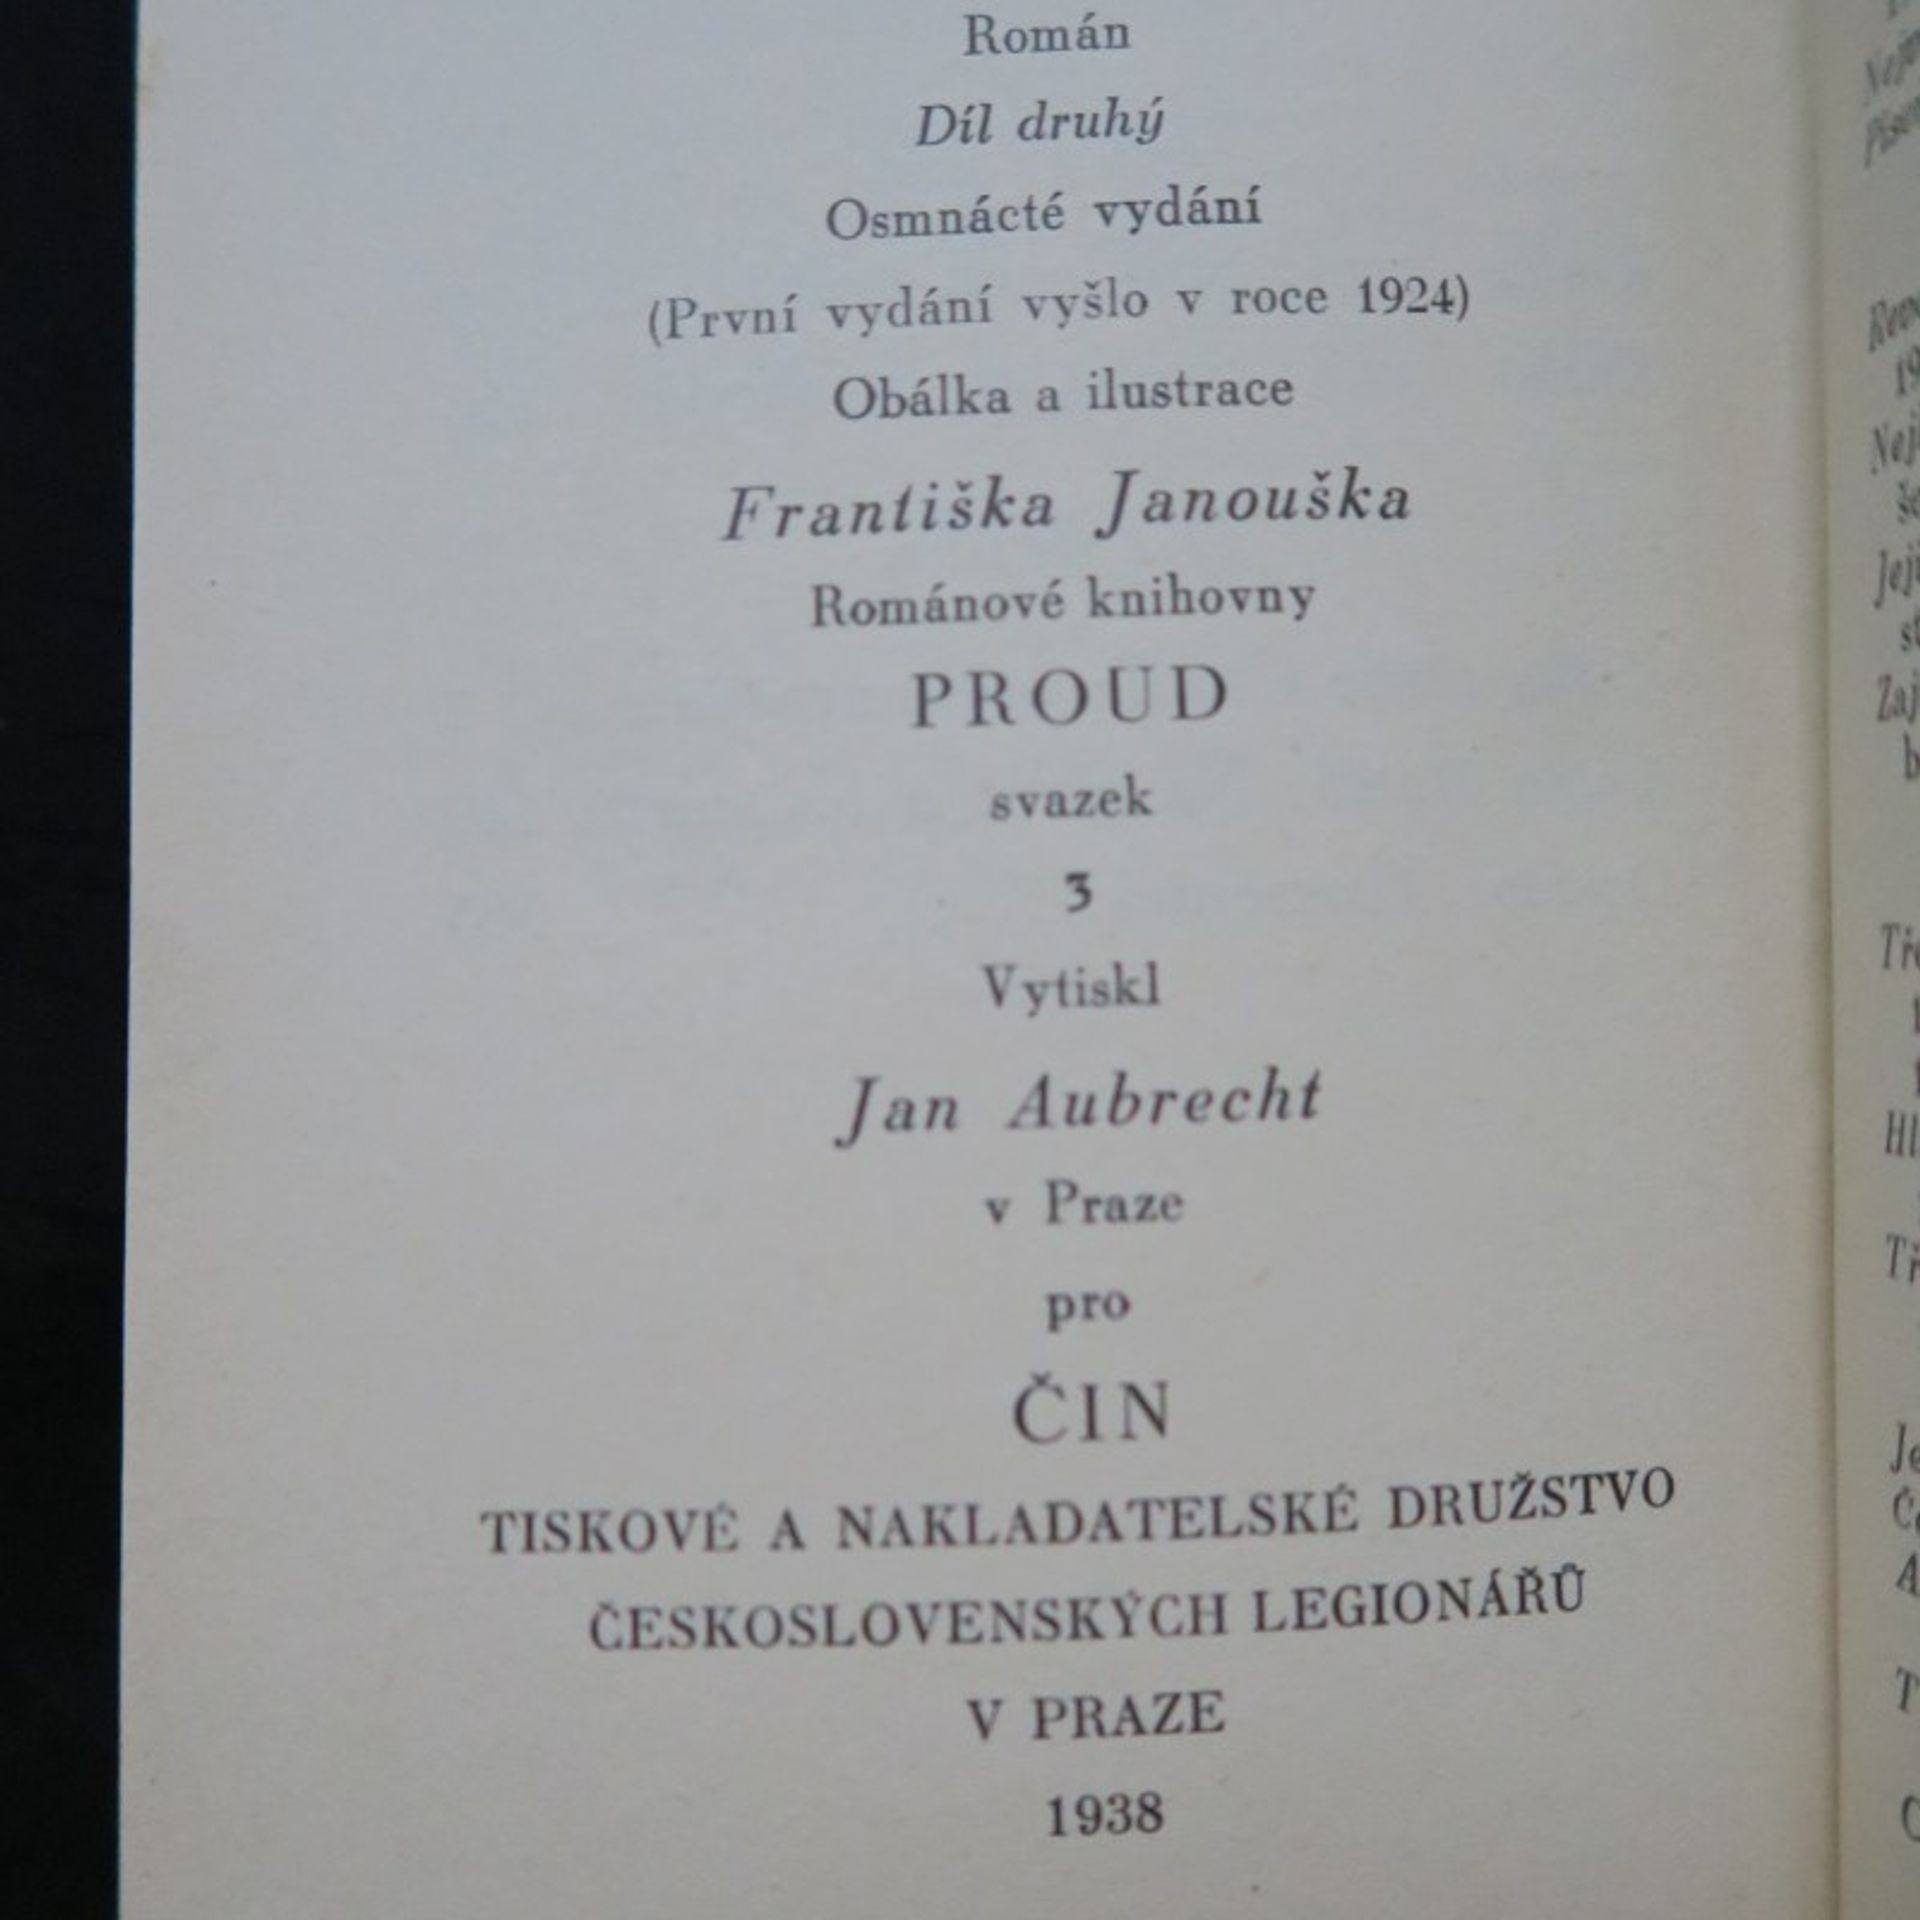 Román
Díl druhý
Osmnácté vydání
(První vydání vyšlo v roce 1924)
Obálka a ilustrace
Františka Janouška
Románové knihovny
PROUD
svazek
3
Vytiskl
Jan Aubrecht
v Praze
pro
ČIN
TISKOVÉ A NAKLADATELSKÉ DRUŽSTVO
ČESKOSLOVENSKÝCH LEGIONÁŘŮ
V PRAZE
1938